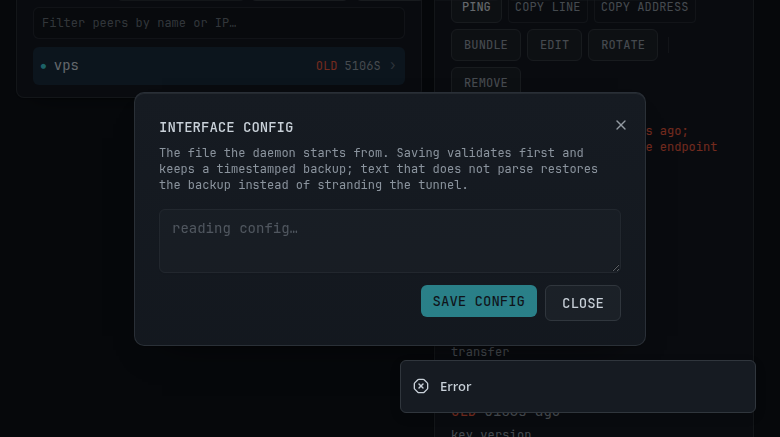 PING COPY LINE COPY ADDRESS
Filter peers by name or IP…
BUNDLE EDIT ROTATE
vps OLD 5106S
REMOVE
INTERFACE CONFIG
The file the daemon starts from. Saving validates first and
keeps a timestamped backup; text that does not parse restores
the backup instead of stranding the tunnel.
s ago;
e endpoint
reading config…
SAVE CONFIG CLOSE
transfer
Error
key version